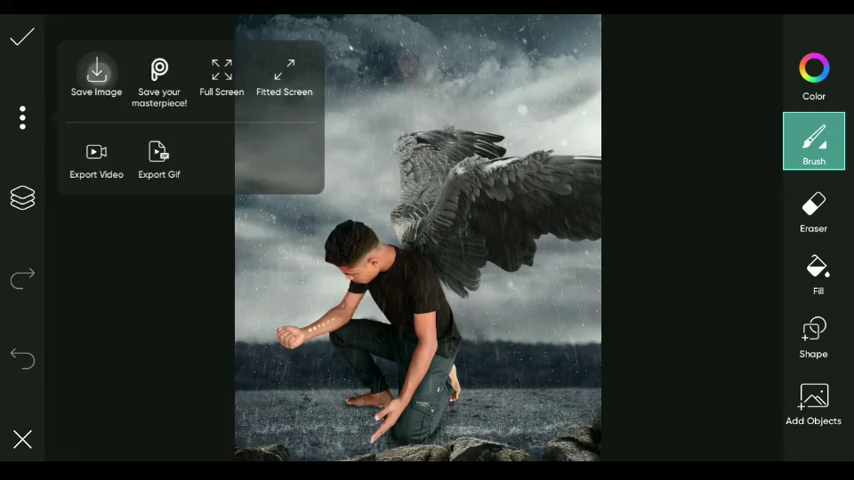 Save Image
Save your
masterpiece!
Full Screen
Fitted Screen
Export Video
Export Gif
Color
Brush
Eraser
Fill
Shape
Add Objects